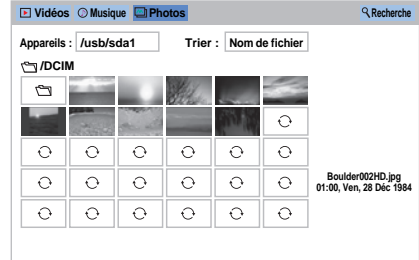 Vidéos Musique Photos Recherche
Appareils : /usb/sda1 Trier : Nom de fichier
/DCIM
Boulder002HD.jpg
01:00, Ven, 28 Déc 1984